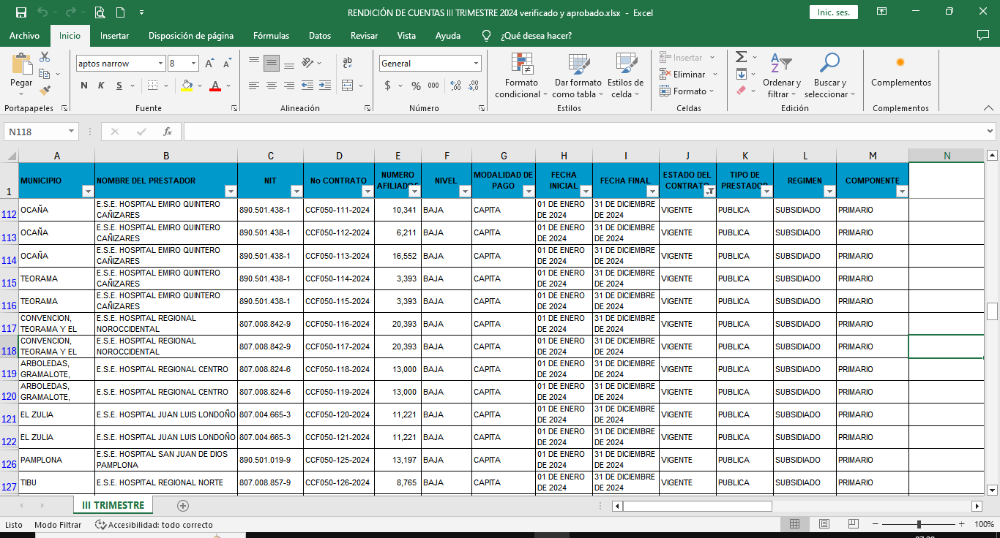 RENDICIÓN DE CUENTAS III TRIMESTRE 2024 verificado y aprobado.xlsx - Excel
Inic. ses.
Archivo Inicio Insertar Disposición de página Fórmulas Datos Revisar Vista Ayuda ¿Qué desea hacer?
Pegar
Portapapeles
aptos narrow 8
N K S
Fuente
ab
Alineación
General
$ % 000
Número
Formato condicional
Dar formato como tabla
Estilos de celda
Estilos
Insertar
Eliminar
Formato
Celdas
Ordenar y filtrar
Buscar y seleccionar
Edición
Complementos
Complementos
N118 fx
A B C D E F G H I J K L M N
1 MUNICIPIO NOMBRE DEL PRESTADOR NIT No CONTRATO NUMERO AFILIADOS NIVEL MODALIDAD DE PAGO FECHA INICIAL FECHA FINAL ESTADO DEL CONTRATO TIPO DE PRESTADOR REGIMEN COMPONENTE
112 OCAÑA E.S.E. HOSPITAL EMIRO QUINTERO CAÑIZARES 890.501.438-1 CCF050-111-2024 10,341 BAJA CAPITA 01 DE ENERO DE 2024 31 DE DICIEMBRE DE 2024 VIGENTE PUBLICA SUBSIDIADO PRIMARIO
113 OCAÑA E.S.E. HOSPITAL EMIRO QUINTERO CAÑIZARES 890.501.438-1 CCF050-112-2024 6,211 BAJA CAPITA 01 DE ENERO DE 2024 31 DE DICIEMBRE DE 2024 VIGENTE PUBLICA SUBSIDIADO PRIMARIO
114 OCAÑA E.S.E. HOSPITAL EMIRO QUINTERO CAÑIZARES 890.501.438-1 CCF050-113-2024 16,552 BAJA CAPITA 01 DE ENERO DE 2024 31 DE DICIEMBRE DE 2024 VIGENTE PUBLICA SUBSIDIADO PRIMARIO
115 TEORAMA E.S.E. HOSPITAL EMIRO QUINTERO CAÑIZARES 890.501.438-1 CCF050-114-2024 3,393 BAJA CAPITA 01 DE ENERO DE 2024 31 DE DICIEMBRE DE 2024 VIGENTE PUBLICA SUBSIDIADO PRIMARIO
116 TEORAMA E.S.E. HOSPITAL EMIRO QUINTERO CAÑIZARES 890.501.438-1 CCF050-115-2024 3,393 BAJA CAPITA 01 DE ENERO DE 2024 31 DE DICIEMBRE DE 2024 VIGENTE PUBLICA SUBSIDIADO PRIMARIO
117 CONVENCION, TEORAMA Y EL E.S.E. HOSPITAL REGIONAL NOROCCIDENTAL 807.008.842-9 CCF050-116-2024 20,393 BAJA CAPITA 01 DE ENERO DE 2024 31 DE DICIEMBRE DE 2024 VIGENTE PUBLICA SUBSIDIADO PRIMARIO
118 CONVENCION, TEORAMA Y EL E.S.E. HOSPITAL REGIONAL NOROCCIDENTAL 807.008.842-9 CCF050-117-2024 20,393 BAJA CAPITA 01 DE ENERO DE 2024 31 DE DICIEMBRE DE 2024 VIGENTE PUBLICA SUBSIDIADO PRIMARIO
119 ARBOLEDAS, GRAMALOTE, E.S.E. HOSPITAL REGIONAL CENTRO 807.008.824-6 CCF050-118-2024 13,000 BAJA CAPITA 01 DE ENERO DE 2024 31 DE DICIEMBRE DE 2024 VIGENTE PUBLICA SUBSIDIADO PRIMARIO
120 ARBOLEDAS, GRAMALOTE, E.S.E. HOSPITAL REGIONAL CENTRO 807.008.824-6 CCF050-119-2024 13,000 BAJA CAPITA 01 DE ENERO DE 2024 31 DE DICIEMBRE DE 2024 VIGENTE PUBLICA SUBSIDIADO PRIMARIO
121 EL ZULIA E.S.E. HOSPITAL JUAN LUIS LONDOÑO 807.004.665-3 CCF050-120-2024 11,221 BAJA CAPITA 01 DE ENERO DE 2024 31 DE DICIEMBRE DE 2024 VIGENTE PUBLICA SUBSIDIADO PRIMARIO
122 EL ZULIA E.S.E. HOSPITAL JUAN LUIS LONDOÑO 807.004.665-3 CCF050-121-2024 11,221 BAJA CAPITA 01 DE ENERO DE 2024 31 DE DICIEMBRE DE 2024 VIGENTE PUBLICA SUBSIDIADO PRIMARIO
126 PAMPLONA E.S.E. HOSPITAL SAN JUAN DE DIOS PAMPLONA 890.501.019-9 CCF050-125-2024 13,197 BAJA CAPITA 01 DE ENERO DE 2024 31 DE DICIEMBRE DE 2024 VIGENTE PUBLICA SUBSIDIADO PRIMARIO
127 TIBU E.S.E. HOSPITAL REGIONAL NORTE 807.008.857-9 CCF050-126-2024 8,765 BAJA CAPITA 01 DE ENERO DE 2024 31 DE DICIEMBRE DE 2024 VIGENTE PUBLICA SUBSIDIADO PRIMARIO
III TRIMESTRE
Listo Modo Filtrar Accesibilidad: todo correcto 100%